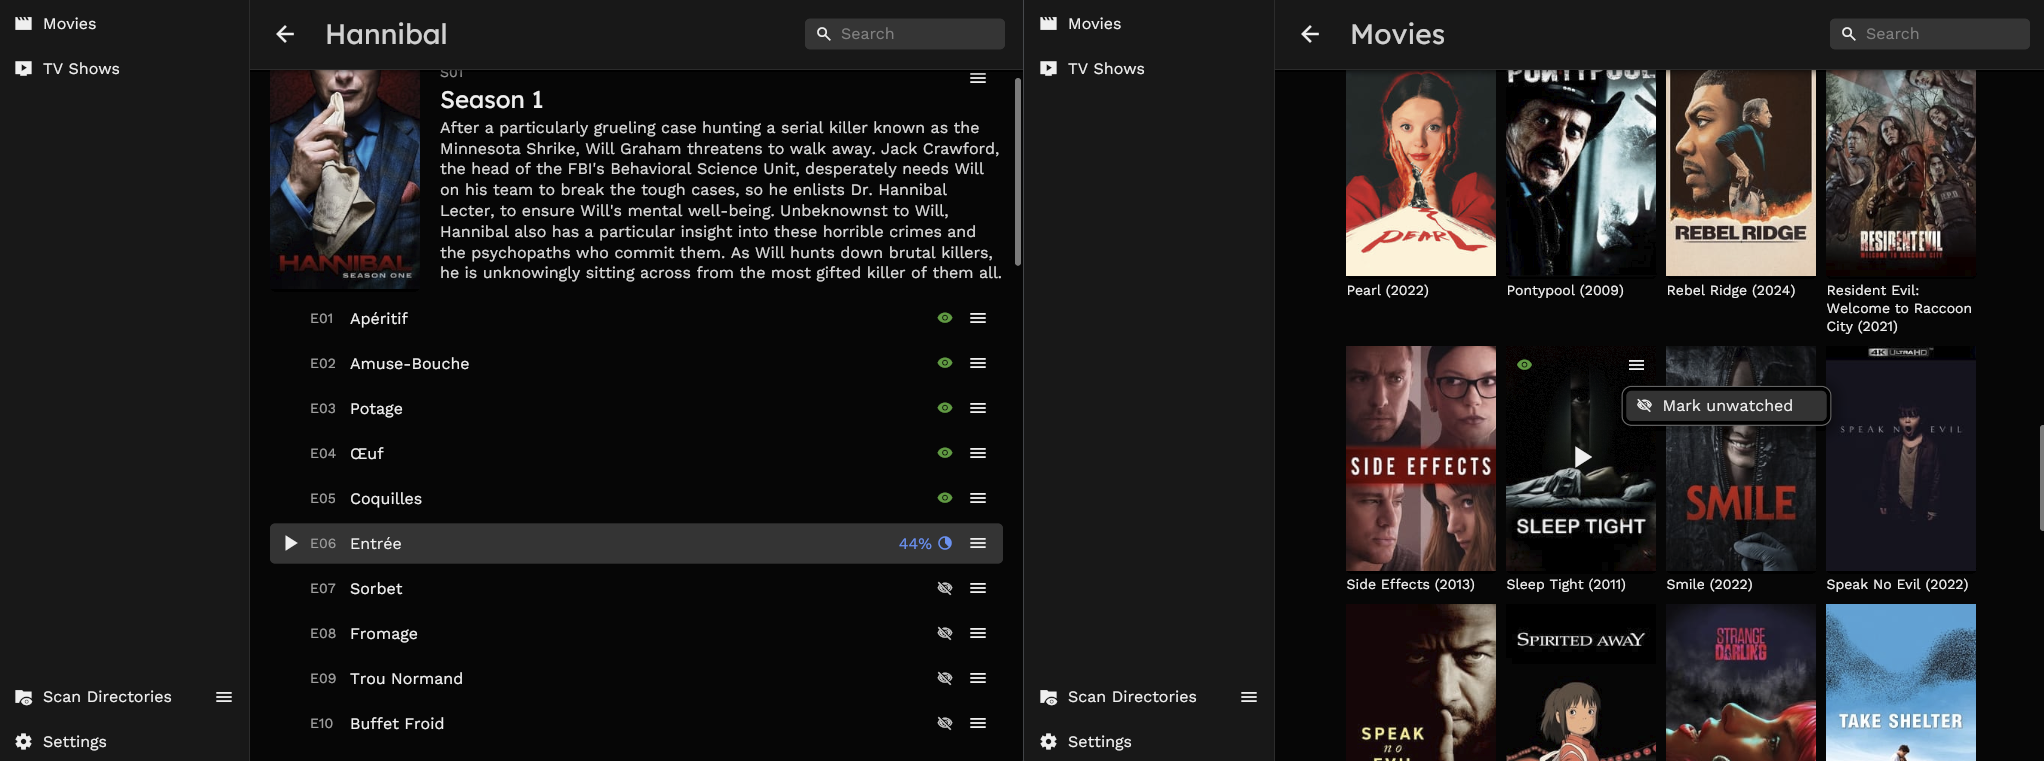 Movies
TV Shows
Scan Directories
Settings
Hannibal
Search
S01
Season 1
After a particularly grueling case hunting a serial killer known as the
Minnesota Shrike, Will Graham threatens to walk away. Jack Crawford,
the head of the FBI's Behavioral Science Unit, desperately needs Will
on his team to break the tough cases, so he enlists Dr. Hannibal
Lecter, to ensure Will's mental well-being. Unbeknownst to Will,
Hannibal also has a particular insight into these horrible crimes and
the psychopaths who commit them. As Will hunts down brutal killers,
he is unknowingly sitting across from the most gifted killer of them all.
HANNIBAL
SEASON ONE
E01 Apéritif
E02 Amuse-Bouche
E03 Potage
E04 Œuf
E05 Coquilles
E06 Entrée 44%
E07 Sorbet
E08 Fromage
E09 Trou Normand
E10 Buffet Froid
Movies
TV Shows
Scan Directories
Settings
Movies
Search
PEARL
PONTYPOOL
REBEL RIDGE
RESIDENT EVIL
WELCOME TO RACCOON CITY
Pearl (2022)
Pontypool (2009)
Rebel Ridge (2024)
Resident Evil:
Welcome to Raccoon
City (2021)
SIDE EFFECTS
SLEEP TIGHT
Mark unwatched
SMILE
4K ULTRA HD
SPEAK NO EVIL
Side Effects (2013)
Sleep Tight (2011)
Smile (2022)
Speak No Evil (2022)
SPEAK
no
EVIL
SPIRITED AWAY
STRANGE
DARLING
TAKE SHELTER